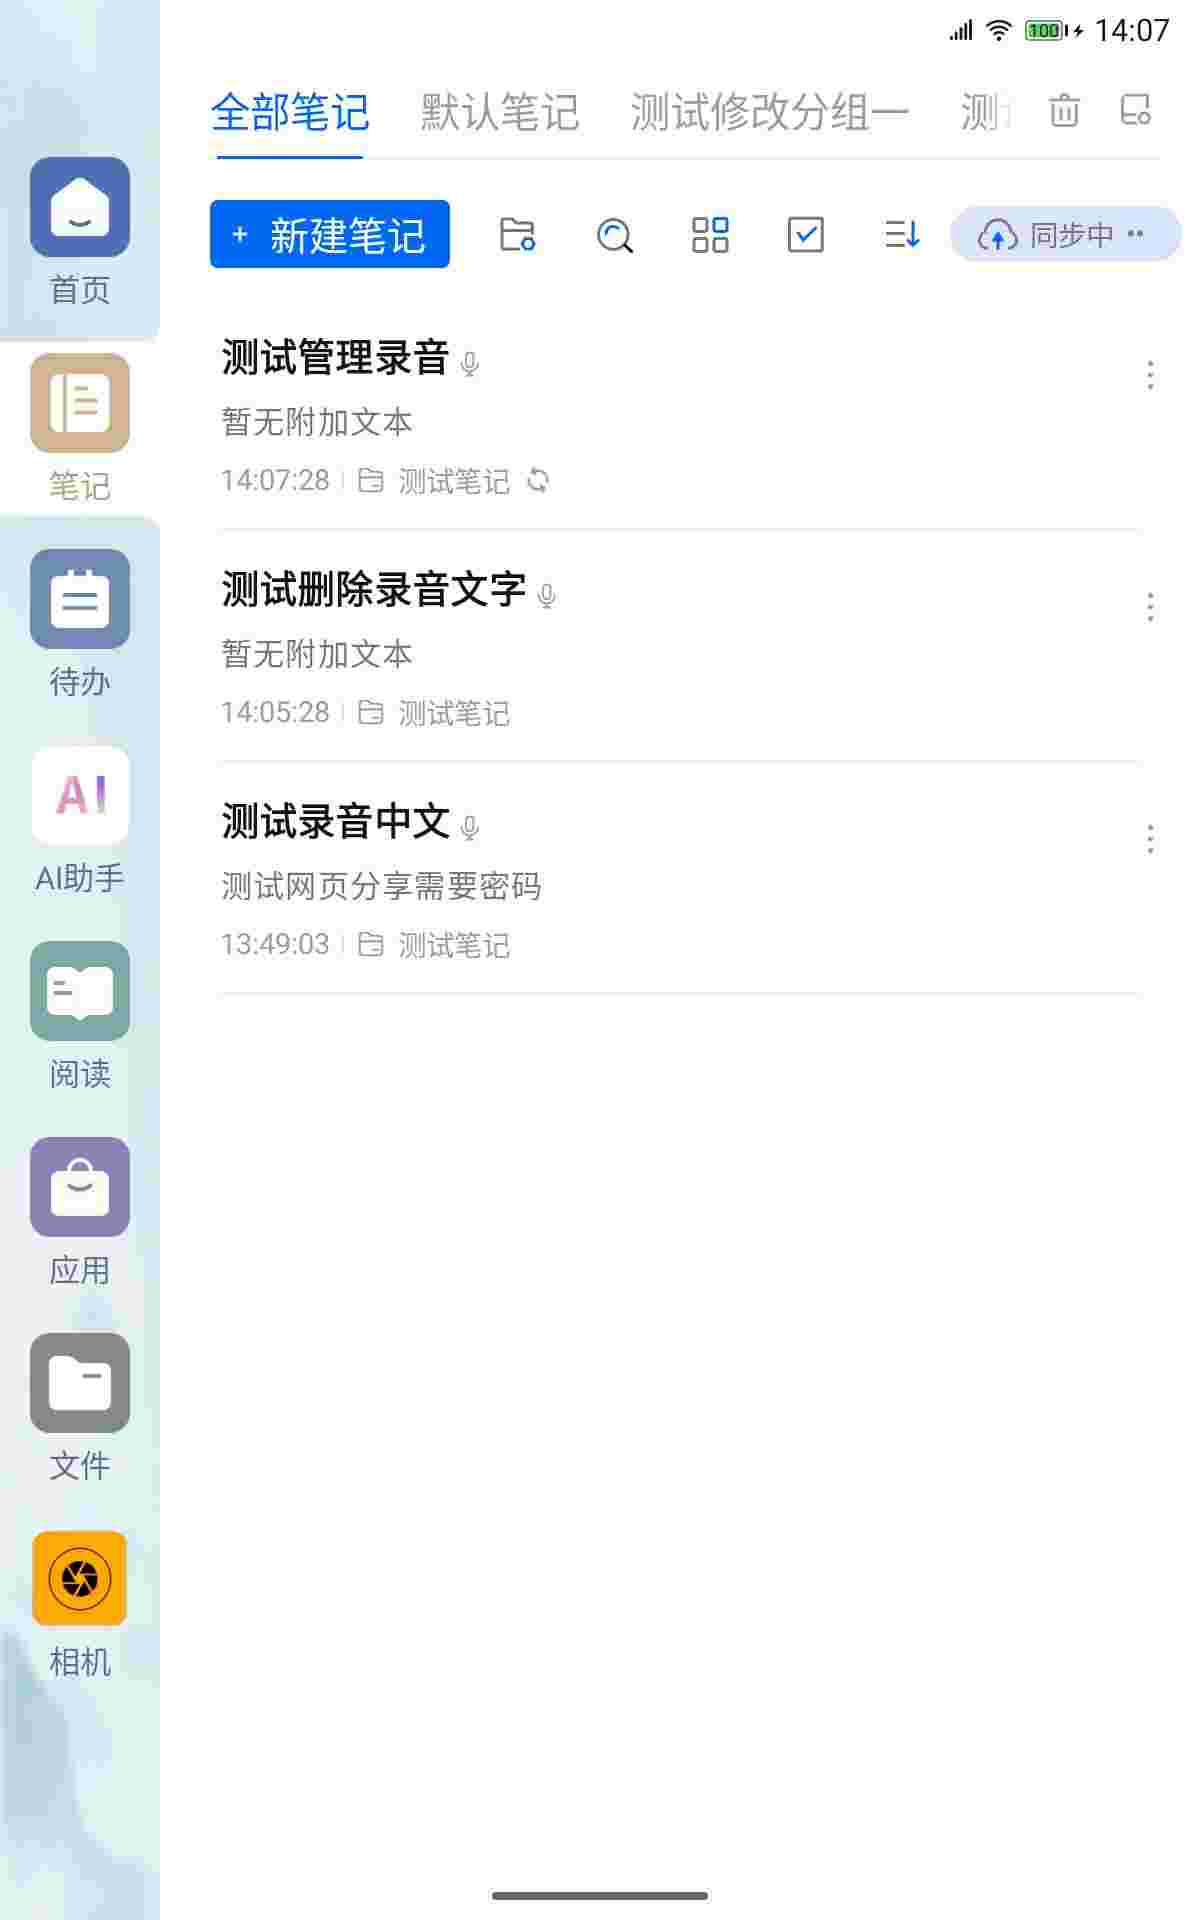 100 14:07
全部笔记 默认笔记 测试修改分组一 测
+ 新建笔记 同步中
测试管理录音
暂无附加文本
14:07:28 测试笔记
测试删除录音文字
暂无附加文本
14:05:28 测试笔记
测试录音中文
测试网页分享需要密码
13:49:03 测试笔记
首页
笔记
待办
AI
AI助手
阅读
应用
文件
相机